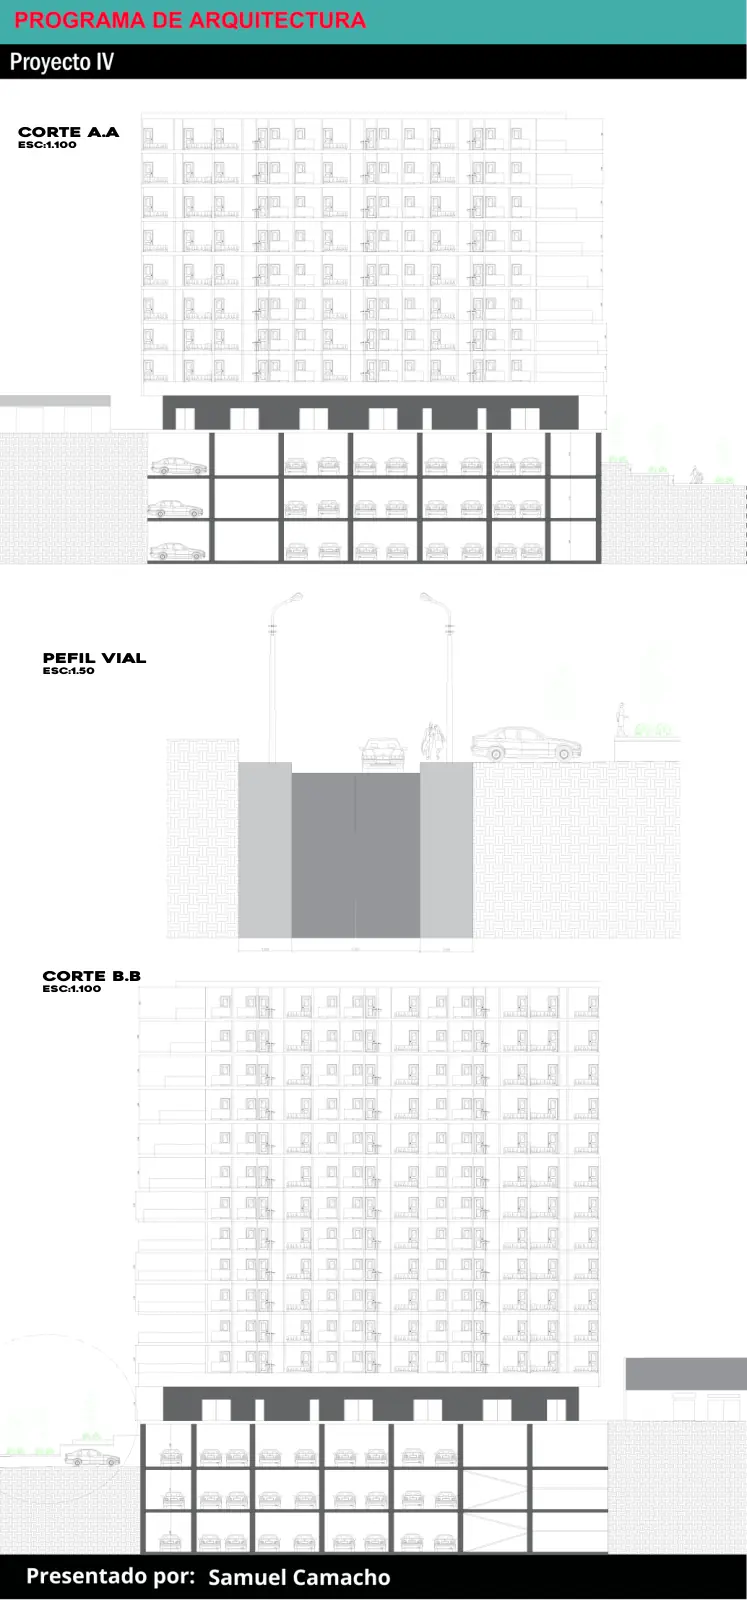 PROGRAMA DE ARQUITECTURA
Proyecto IV
CORTE A.A
ESC:1.100
PEFIL VIAL
ESC:1.50
CORTE B.B
ESC:1.100
Presentado por: Samuel Camacho